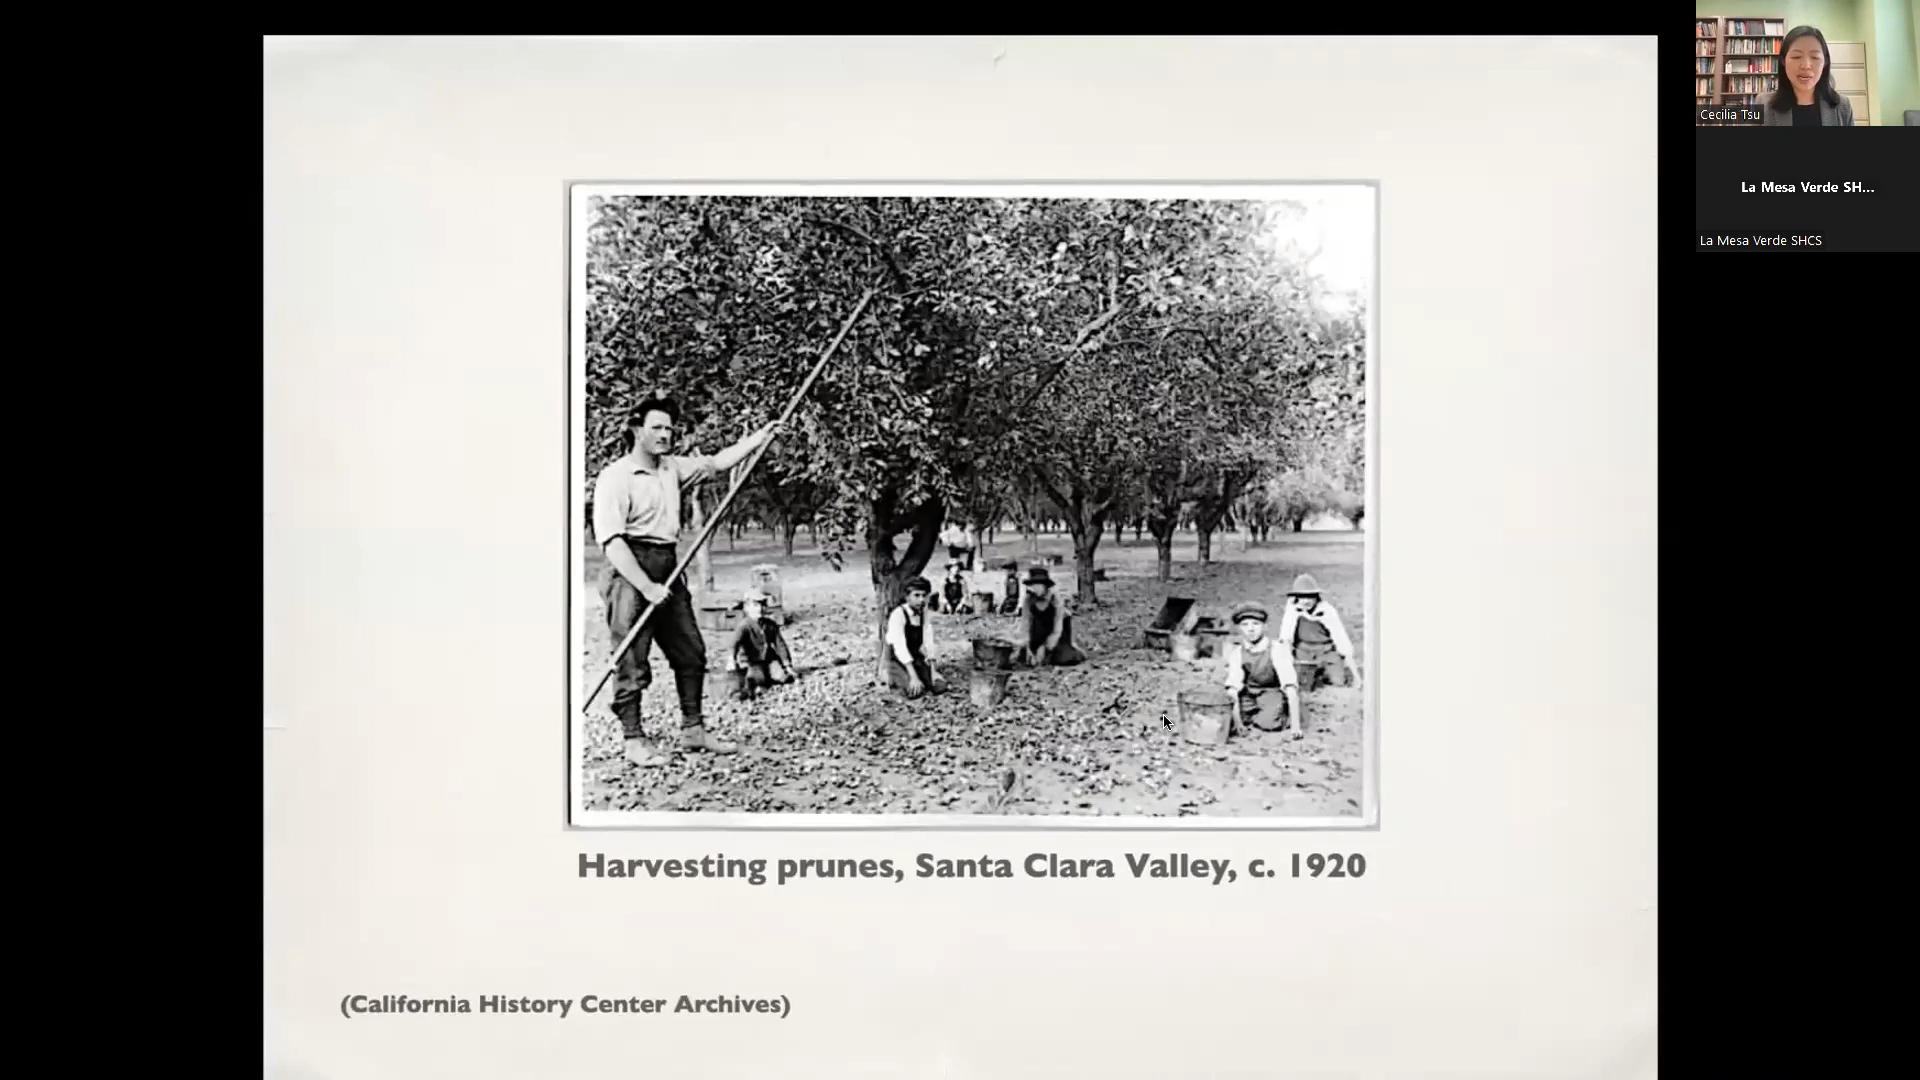 Harvesting prunes, Santa Clara Valley, c. 1920
(California History Center Archives)
Cecilia Tsu
La Mesa Verde SH...
La Mesa Verde SHCS